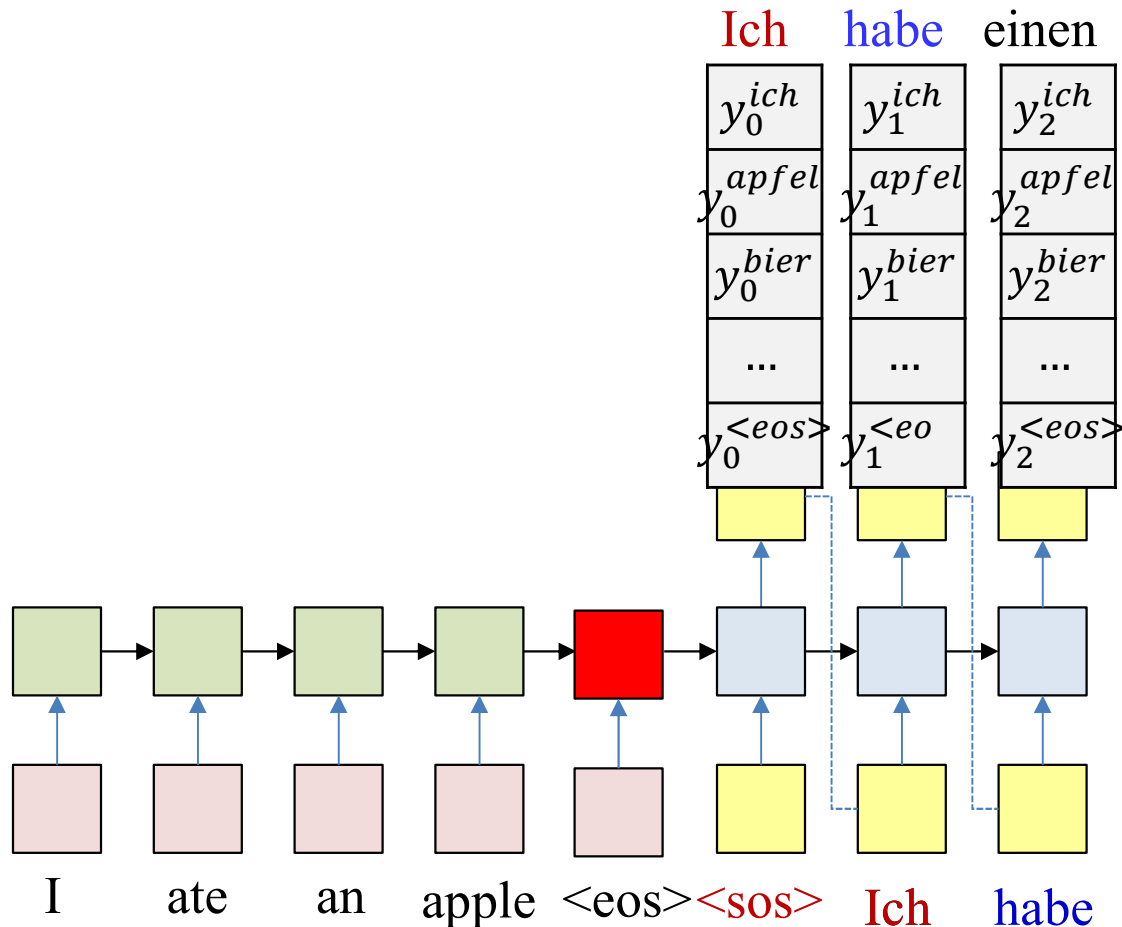 Ich habe einen
y_0^{ich} y_1^{ich} y_2^{ich}
y_0^{apfel} y_1^{apfel} y_2^{apfel}
y_0^{bier} y_1^{bier} y_2^{bier}
... ... ...
y_0^{<eos>} y_1^{<eo} y_2^{<eos>}
I ate an apple <eos> <sos> Ich habe